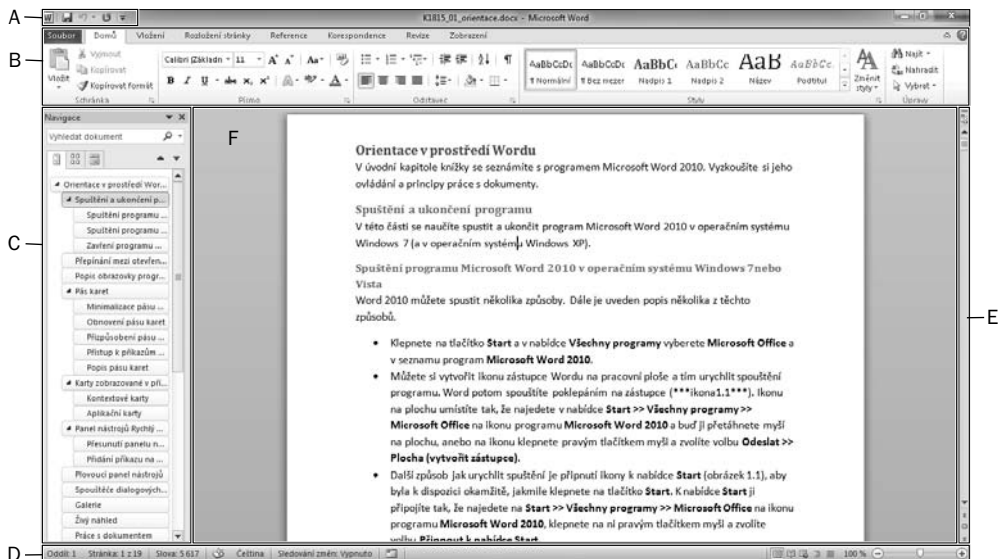 A
K1815_01_orientace.docx - Microsoft Word
B
Soubor Domů Vložení Rozložení stránky Reference Korespondence Revize Zobrazení
Vložit
Vyjmout
Kopírovat
Kopírovat formát
Schránka
Calibri (Základn 11 A A Aa
B I U abc x₂ x² A ab A
Písmo
Odstavec
AaBbCcDc AaBbCcDc AaBbC AaBbCc AaB AaBbCc.
¶ Normální ¶ Bez mezer Nadpis 1 Nadpis 2 Název Podtitul
Změnit styly
Styly
Najít
Nahradit
Vybrat
Úpravy
C
Navigace
Vyhledat dokument
Orientace v prostředí Wor...
Spuštění a ukončení p...
Spuštění programu ...
Spuštění programu ...
Zavření programu ...
Přepínání mezi otevřen...
Popis obrazovky progr...
Pás karet
Minimalizace pásu ...
Obnovení pásu karet
Přizpůsobení pásu ...
Přístup k příkazům ...
Popis pásu karet
Karty zobrazované v pří...
Kontextové karty
Aplikační karty
Panel nástrojů Rychlý ...
Přesunutí panelu n...
Přidání příkazu na ...
Plovoucí panel nástrojů
Spouštěče dialogových...
Galerie
Živý náhled
Práce s dokumentem
F
Orientace v prostředí Wordu
V úvodní kapitole knížky se seznámíte s programem Microsoft Word 2010. Vyzkoušíte si jeho
ovládání a principy práce s dokumenty.
Spuštění a ukončení programu
V této části se naučíte spustit a ukončit program Microsoft Word 2010 v operačním systému
Windows 7 (a v operačním systému Windows XP).
Spuštění programu Microsoft Word 2010 v operačním systému Windows 7nebo
Vista
Word 2010 můžete spustit několika způsoby. Dále je uveden popis několika z těchto
způsobů.
• Klepnete na tlačítko Start a v nabídce Všechny programy vyberete Microsoft Office a
v seznamu program Microsoft Word 2010.
• Můžete si vytvořit ikonu zástupce Wordu na pracovní ploše a tím urychlit spouštění
programu. Word potom spouštíte poklepáním na zástupce (***ikona1.1***). Ikonu
na plochu umístíte tak, že najedete v nabídce Start >> Všechny programy >>
Microsoft Office na ikonu programu Microsoft Word 2010 a buď ji přetáhnete myší
na plochu, anebo na ikonu klepnete pravým tlačítkem myši a zvolíte volbu Odeslat >>
Plocha (vytvořit zástupce).
• Další způsob jak urychlit spuštění je připnutí ikony k nabídce Start (obrázek 1.1), aby
byla k dispozici okamžitě, jakmile klepnete na tlačítko Start. K nabídce Start ji
připojíte tak, že najedete na Start >> Všechny programy >> Microsoft Office na ikonu
programu Microsoft Word 2010, klepnete na ni pravým tlačítkem myši a zvolíte
volbu Připnout k nabídce Start.
E
D
Oddíl: 1 Stránka: 1 z 19 Slova: 5 617 Čeština Sledování změn: Vypnuto 100 %